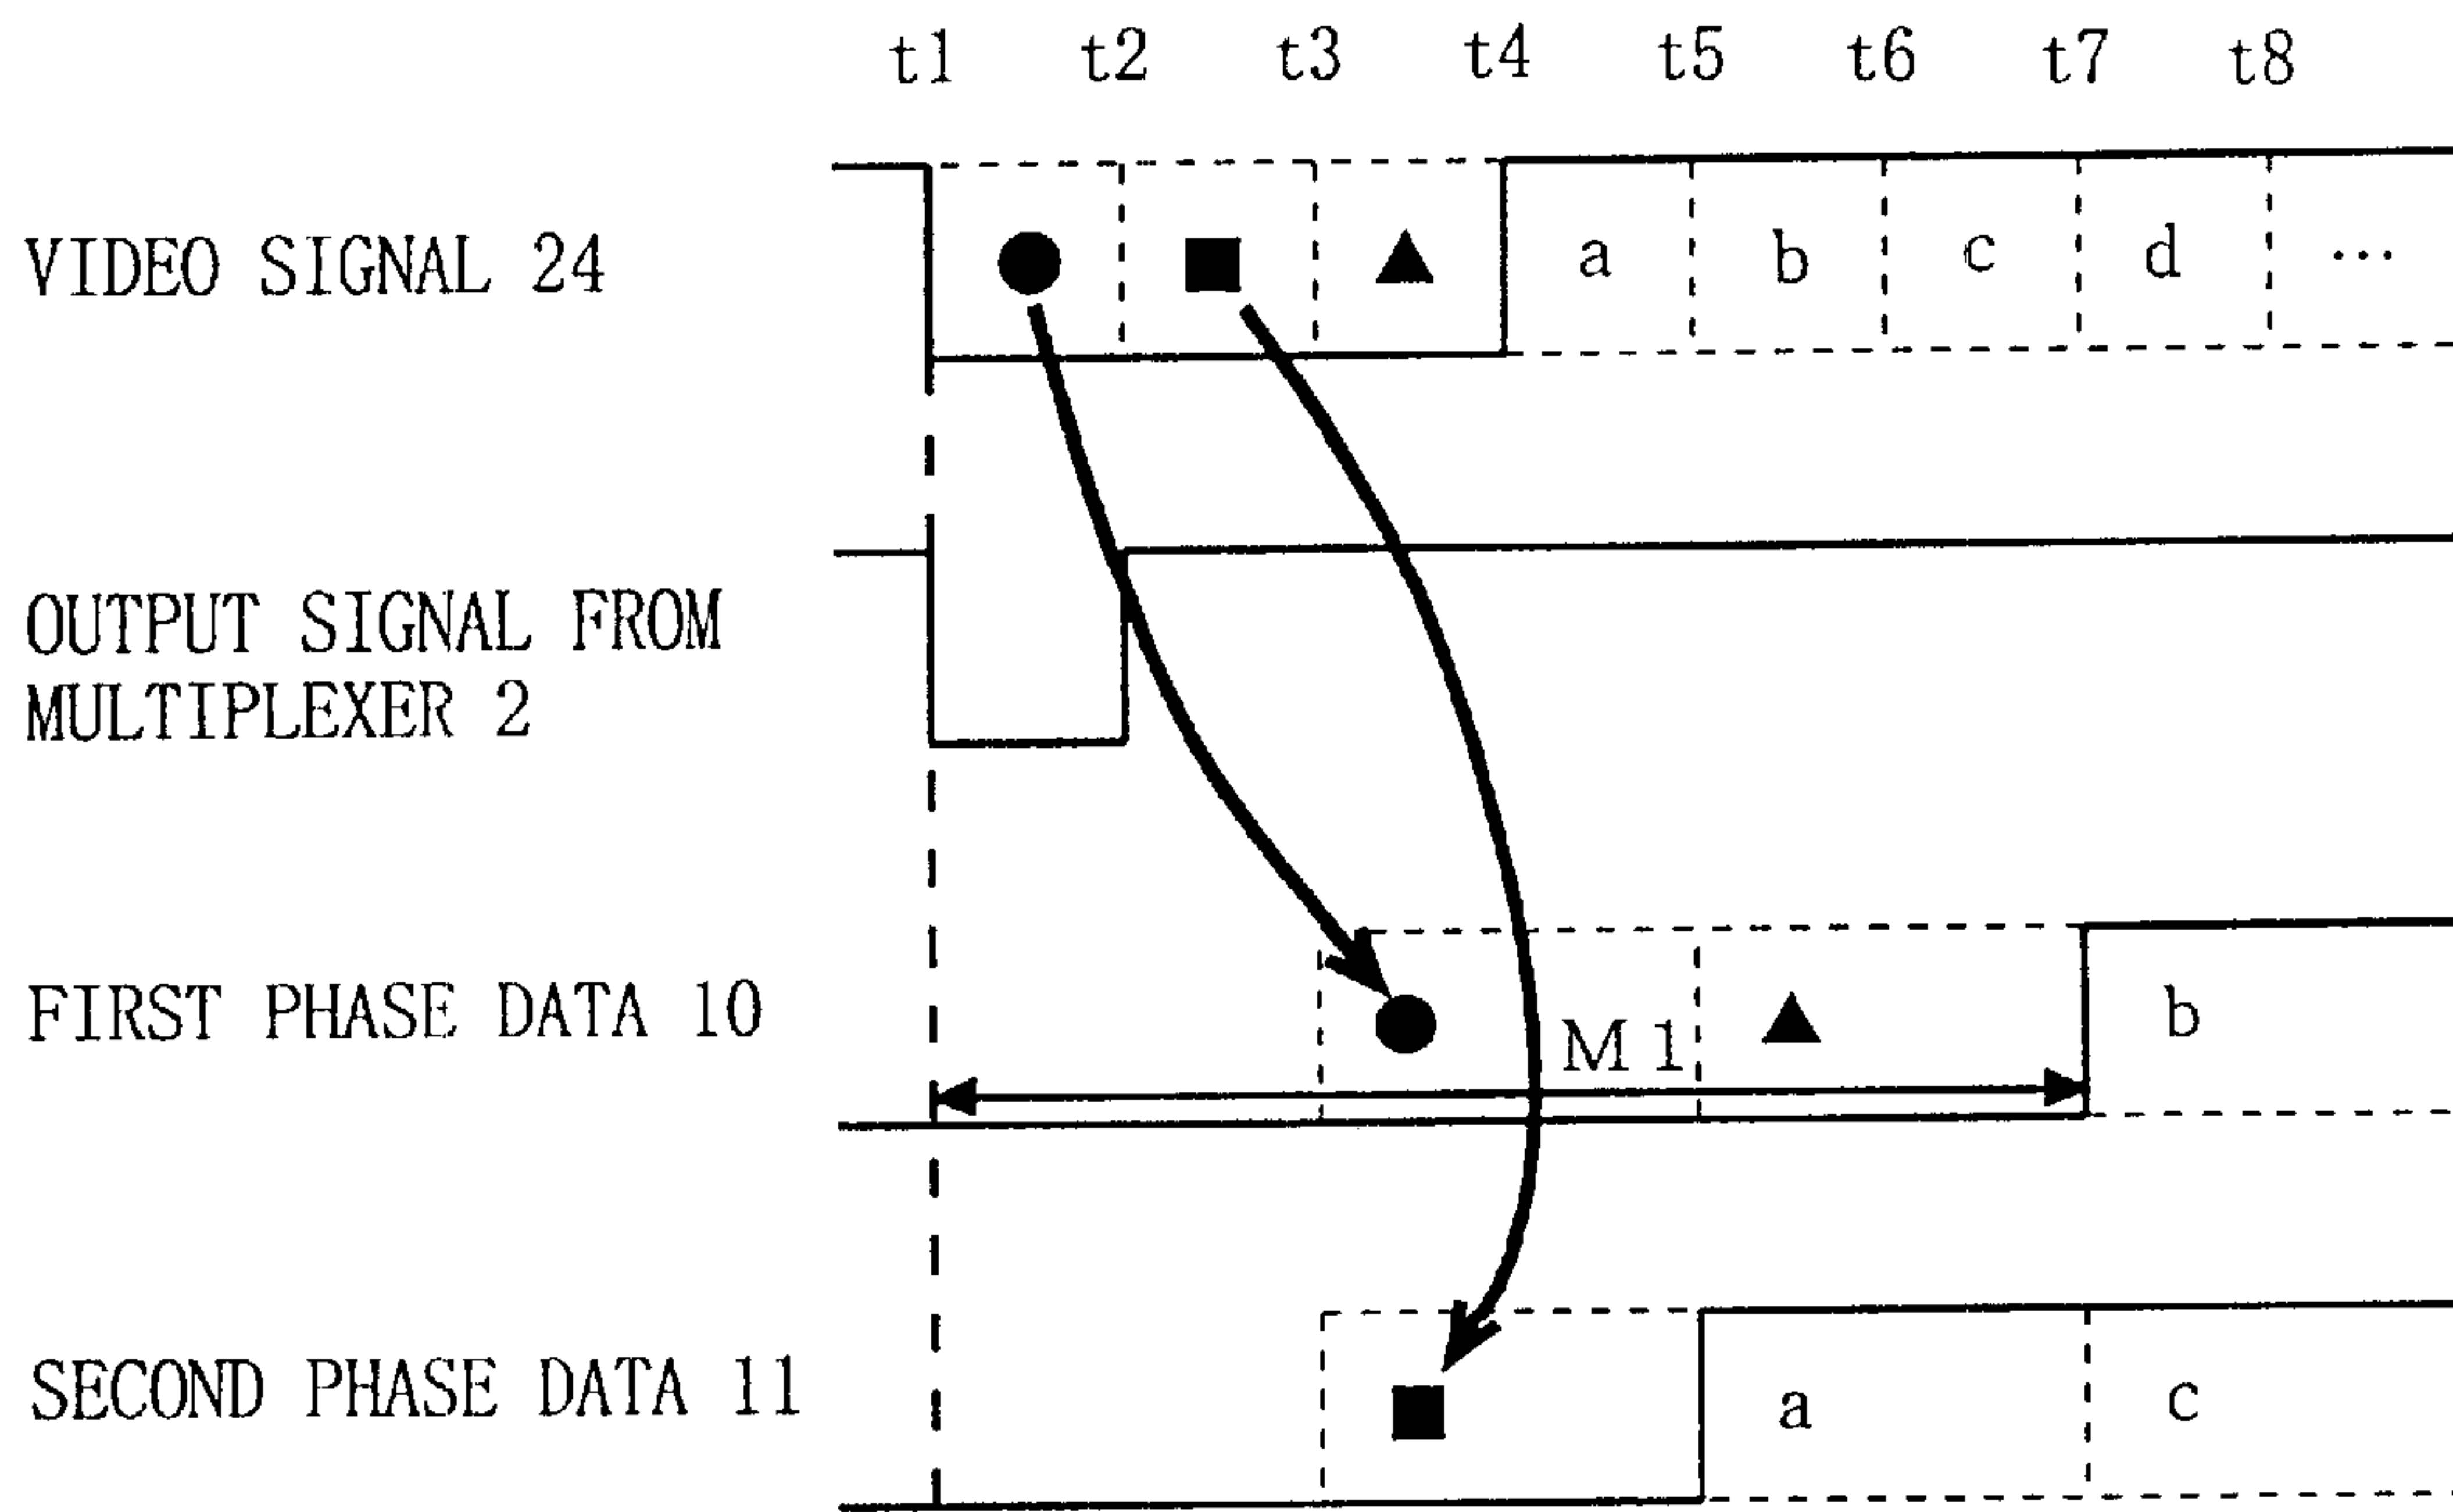 t1 t2 t3 t4 t5 t6 t7 t8
VIDEO SIGNAL 24
a b c d ...
OUTPUT SIGNAL FROM
MULTIPLEXER 2
FIRST PHASE DATA 10
M1
b
SECOND PHASE DATA 11
a c